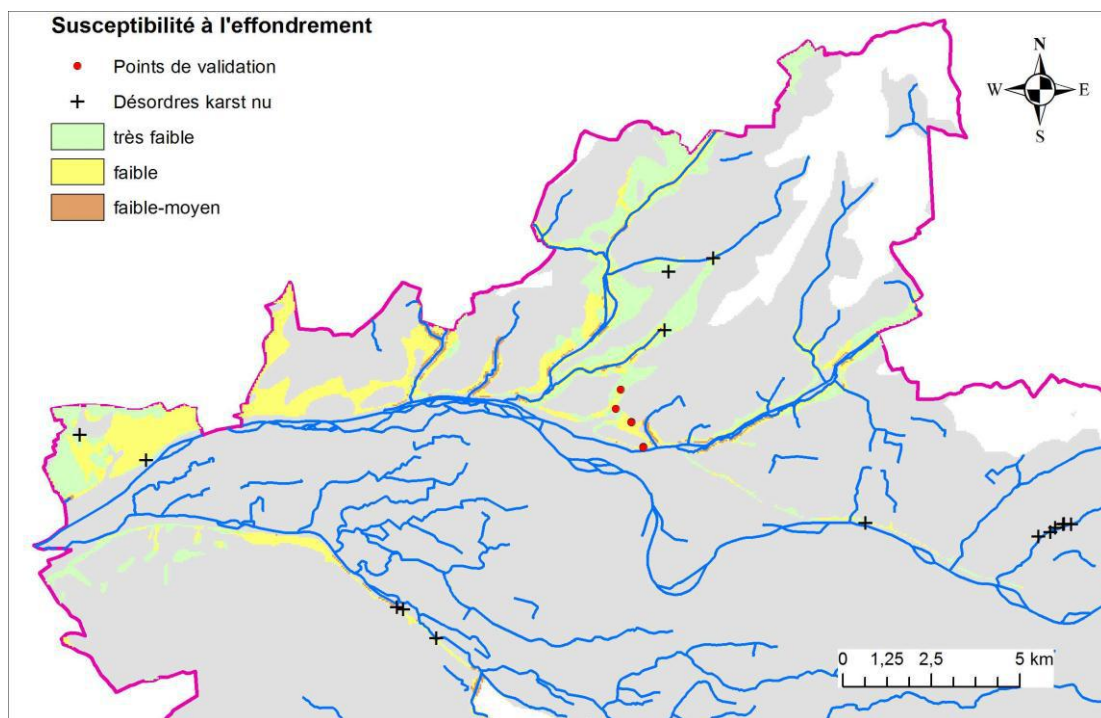 Susceptibilité à l'effondrement
Points de validation
Désordres karst nu
très faible
faible
faible-moyen
N
W E
S
0 1,25 2,5 5 km